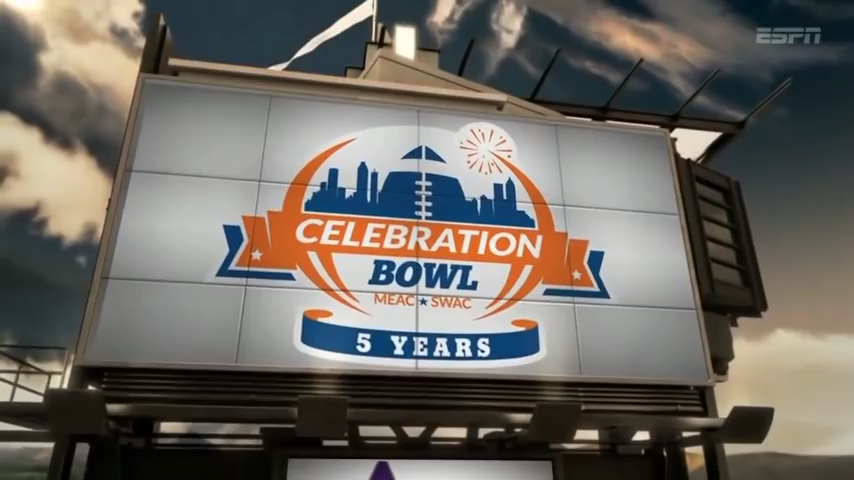 ESPN
CELEBRATION
BOWL
MEAC ★ SWAC
5 YEARS